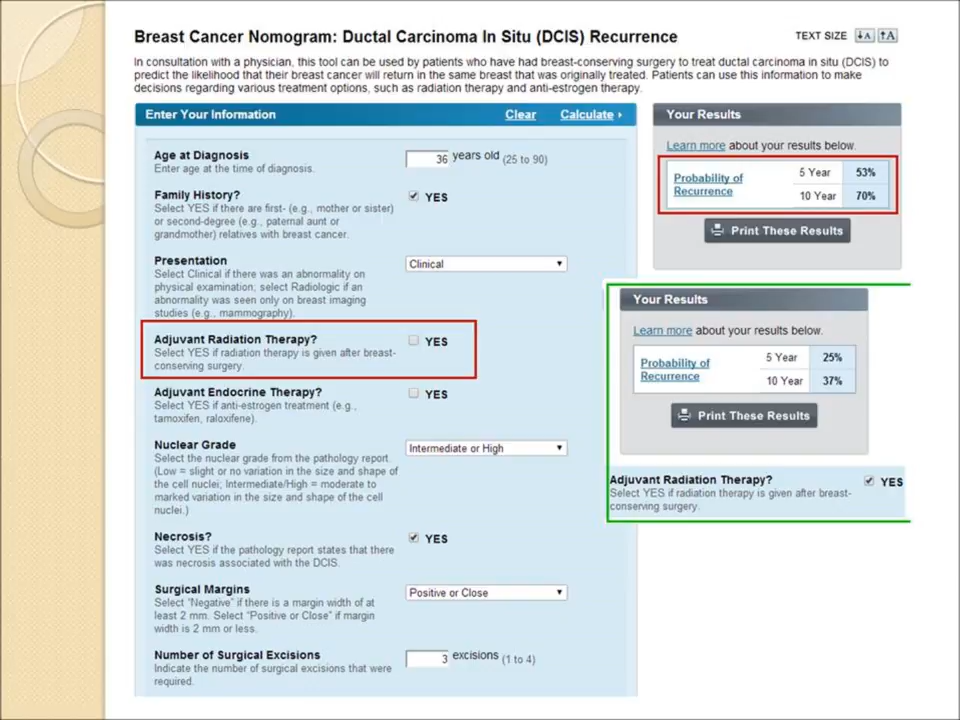 Breast Cancer Nomogram: Ductal Carcinoma In Situ (DCIS) Recurrence
TEXT SIZE ↓A ↑A
In consultation with a physician, this tool can be used by patients who have had breast-conserving surgery to treat ductal carcinoma in situ (DCIS) to
predict the likelihood that their breast cancer will return in the same breast that was originally treated. Patients can use this information to make
decisions regarding various treatment options, such as radiation therapy and anti-estrogen therapy.
Enter Your Information
Clear
Calculate
Age at Diagnosis
Enter age at the time of diagnosis.
36 years old (25 to 90)
Family History?
Select YES if there are first- (e.g., mother or sister)
or second-degree (e.g., paternal aunt or
grandmother) relatives with breast cancer.
YES
Presentation
Select Clinical if there was an abnormality on
physical examination; select Radiologic if an
abnormality was seen only on breast imaging
studies (e.g., mammography).
Clinical
Adjuvant Radiation Therapy?
Select YES if radiation therapy is given after breast-
conserving surgery.
YES
Adjuvant Endocrine Therapy?
Select YES if anti-estrogen treatment (e.g.,
tamoxifen, raloxifene).
YES
Nuclear Grade
Select the nuclear grade from the pathology report
(Low = slight or no variation in the size and shape of
the cell nuclei; Intermediate/High = moderate to
marked variation in the size and shape of the cell
nuclei.)
Intermediate or High
Necrosis?
Select YES if the pathology report states that there
was necrosis associated with the DCIS.
YES
Surgical Margins
Select "Negative" if there is a margin width of at
least 2 mm. Select "Positive or Close" if margin
width is 2 mm or less.
Positive or Close
Number of Surgical Excisions
Indicate the number of surgical excisions that were
required.
3 excisions (1 to 4)
Your Results
Learn more about your results below.
Probability of
Recurrence
5 Year 53%
10 Year 70%
Print These Results
Your Results
Learn more about your results below.
Probability of
Recurrence
5 Year 25%
10 Year 37%
Print These Results
Adjuvant Radiation Therapy?
Select YES if radiation therapy is given after breast-
conserving surgery.
YES